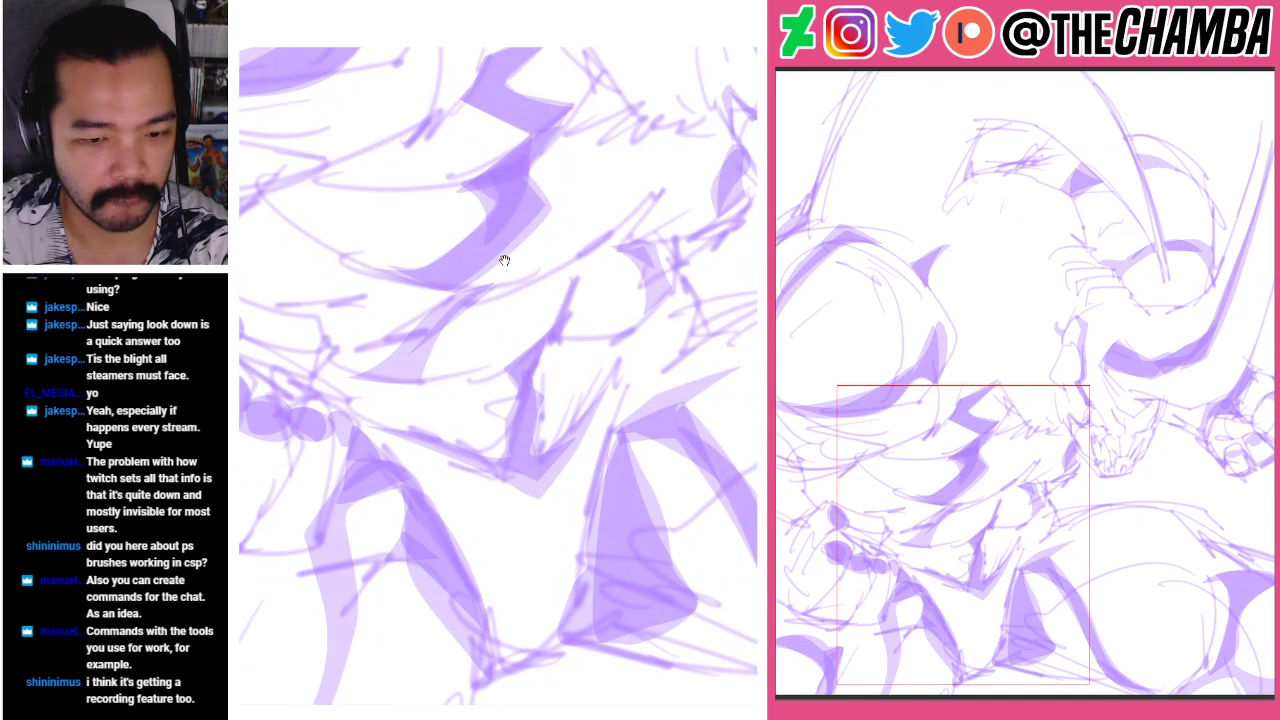 @THECHAMBA
using?
jakesp... Nice
jakesp... Just saying look down is
a quick answer too
jakesp... Tis the blight all
steamers must face.
EL_MESIA... yo
jakesp... Yeah, especially if
happens every stream.
Yupe
manuel... The problem with how
twitch sets all that info is
that it's quite down and
mostly invisible for most
users.
shininimus did you here about ps
brushes working in csp?
manuel... Also you can create
commands for the chat.
As an idea.
manuel... Commands with the tools
you use for work, for
example.
shininimus i think it's getting a
recording feature too.